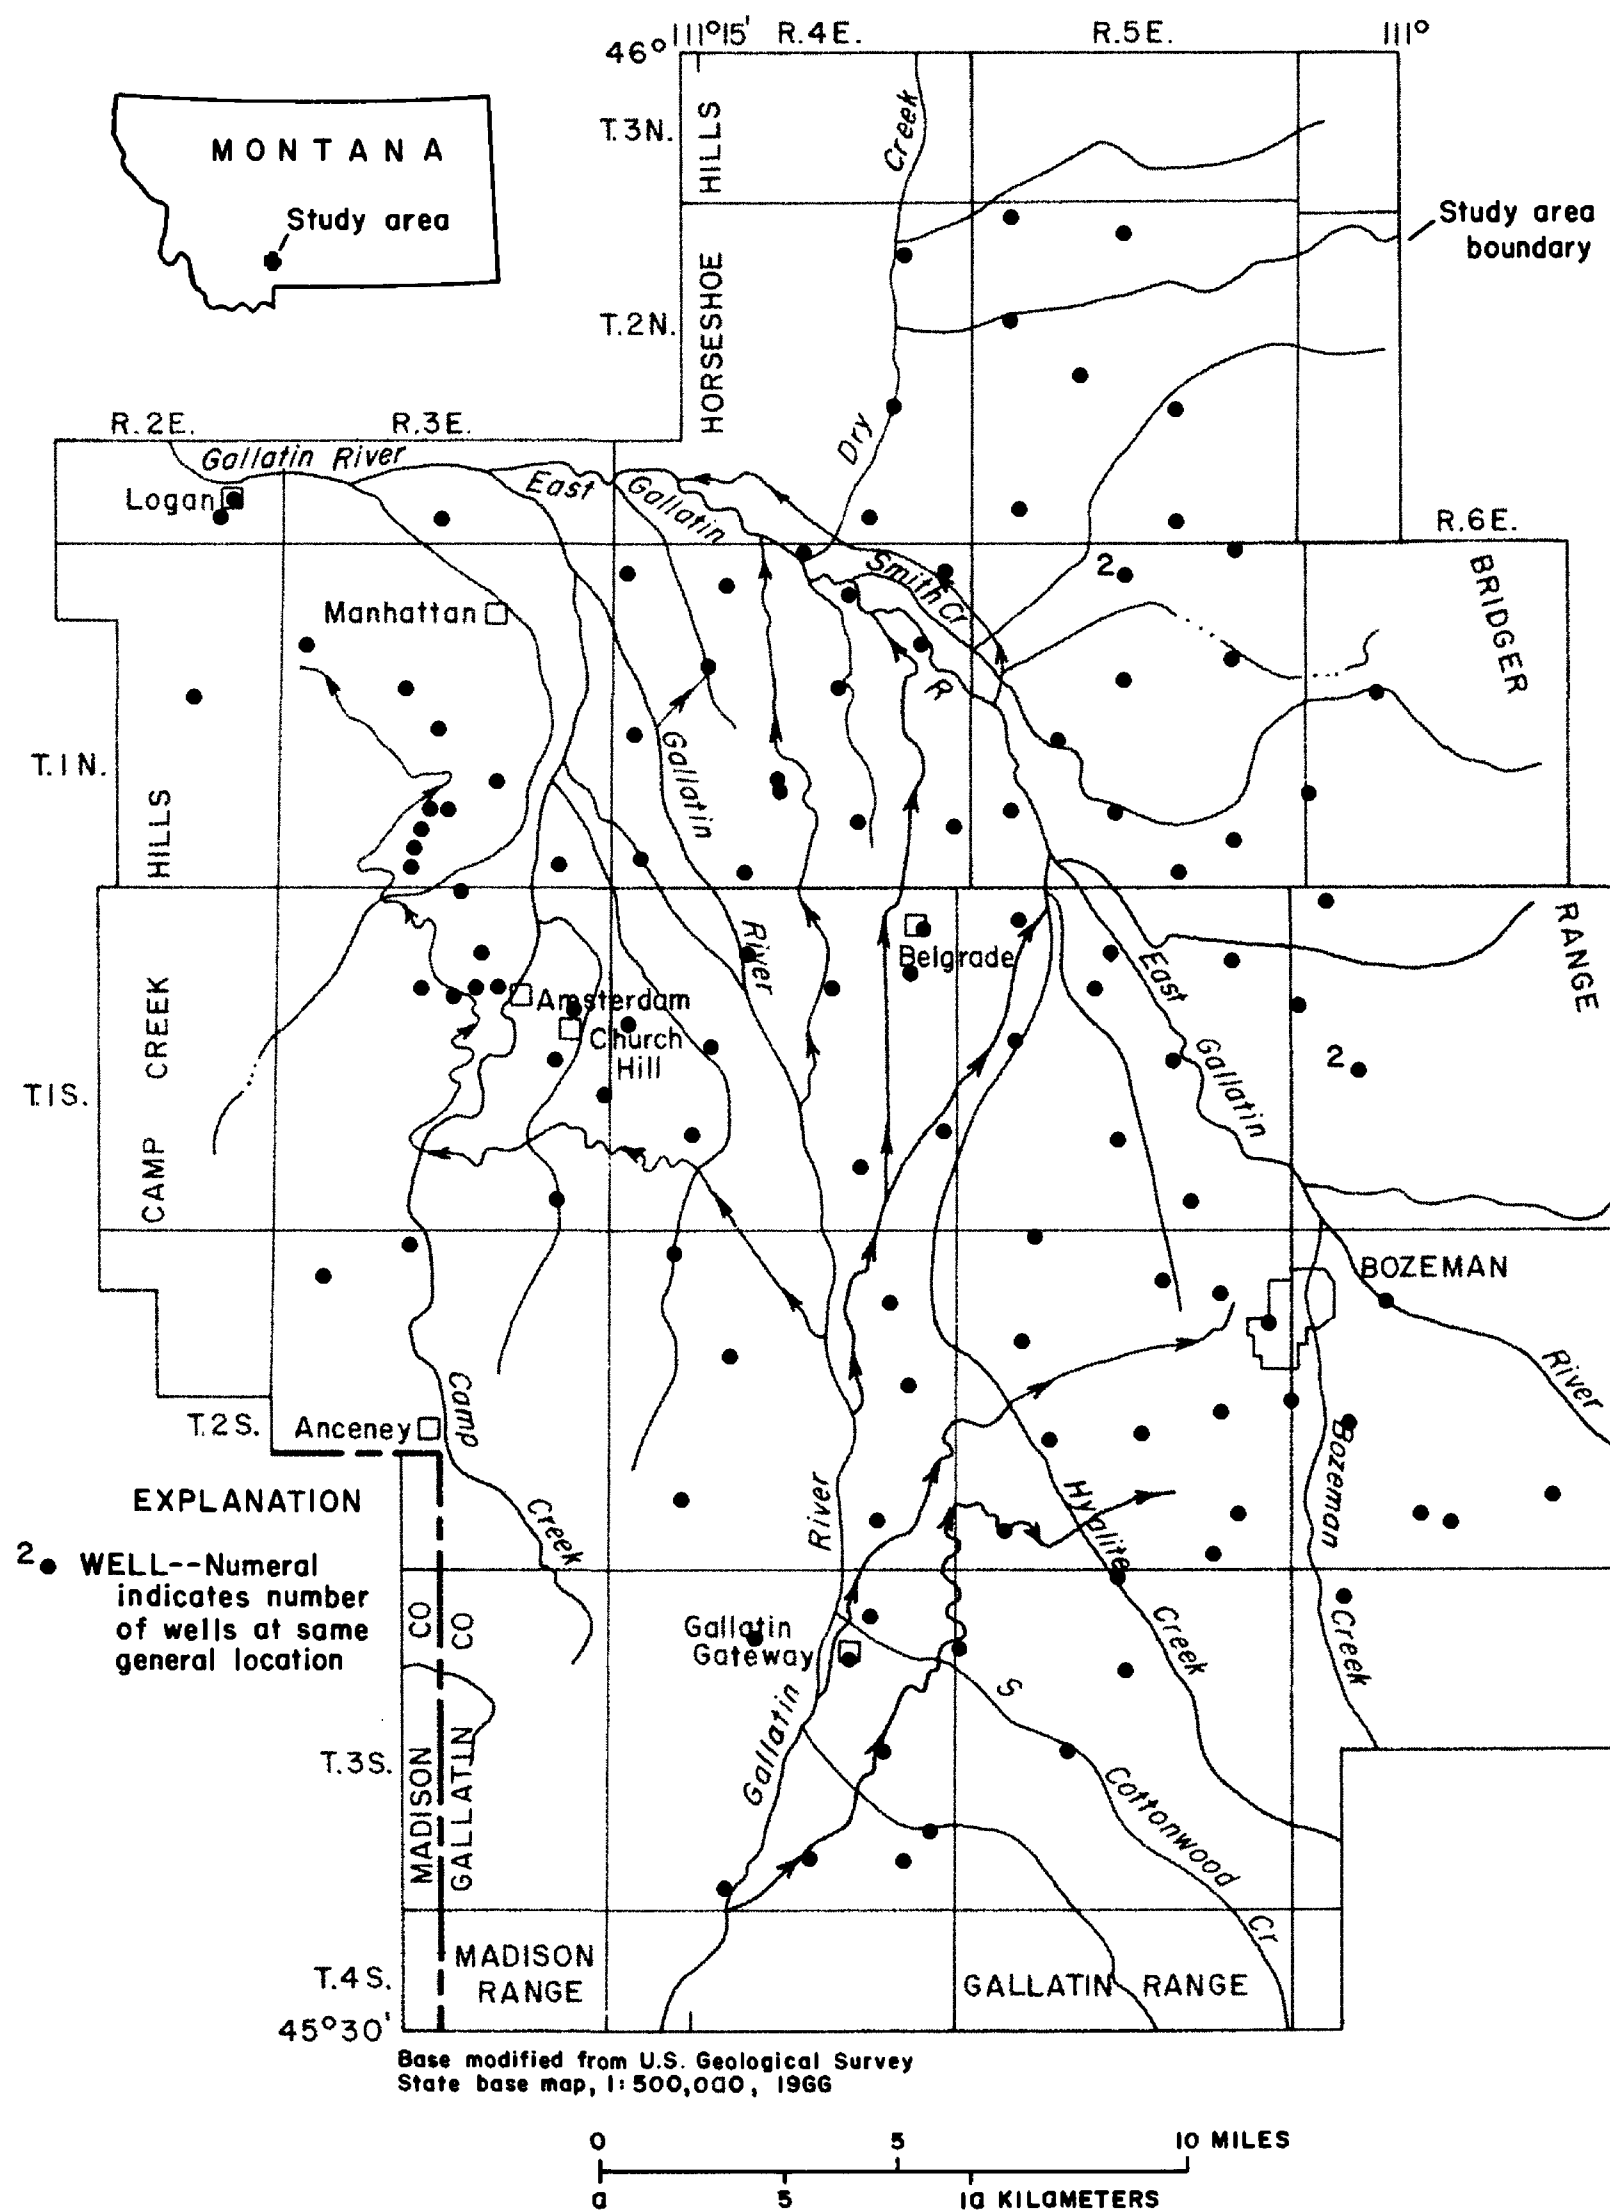 46° 111°15' R.4E. R.5E. 111°
MONTANA
Study area
T.3N.
HILLS
Creek
Study area
boundary
T.2N.
HORSESHOE
Dry
R.2E. R.3E.
Gallatin River
East
Gallatin
Logan
R.6E.
Smith Cr
2
BRIDGER
Manhattan
R
T.1N.
Gallatin
HILLS
River
Belgrade
RANGE
East
Amsterdam
Church
Hill
CREEK
Gallatin
2
T.1S.
CAMP
BOZEMAN
River
Camp
T.2S. Anceney
Bozeman
EXPLANATION
River
Hyalite
Creek
2 WELL--Numeral
indicates number
of wells at same
general location
CO
CO
Gallatin
Gateway
Creek
Creek
S
Gallatin
T.3S.
MADISON
GALLATIN
Cottonwood
Cr
MADISON
RANGE
GALLATIN RANGE
T.4S.
45°30'
Base modified from U.S. Geological Survey
State base map, 1:500,000, 1966
0 5 10 MILES
0 5 10 KILOMETERS